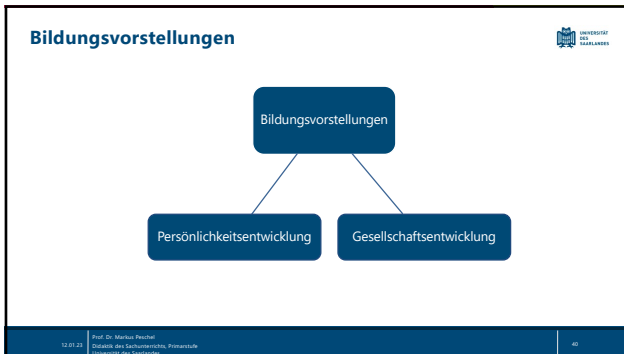 Bildungsvorstellungen
UNIVERSITÄT
DES
SAARLANDES
Bildungsvorstellungen
Persönlichkeitsentwicklung
Gesellschaftsentwicklung
12.01.23
Prof. Dr. Markus Peschel
Didaktik des Sachunterrichts, Primarstufe
Universität des Saarlandes
40